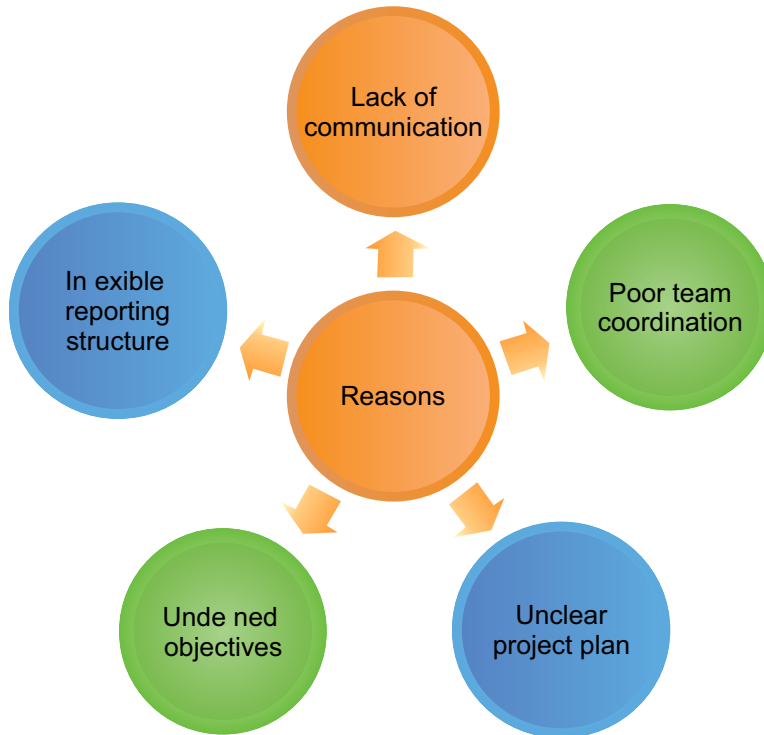 Lack of
communication
Poor team
coordination
Unclear
project plan
Unde ned
objectives
In exible
reporting
structure
Reasons